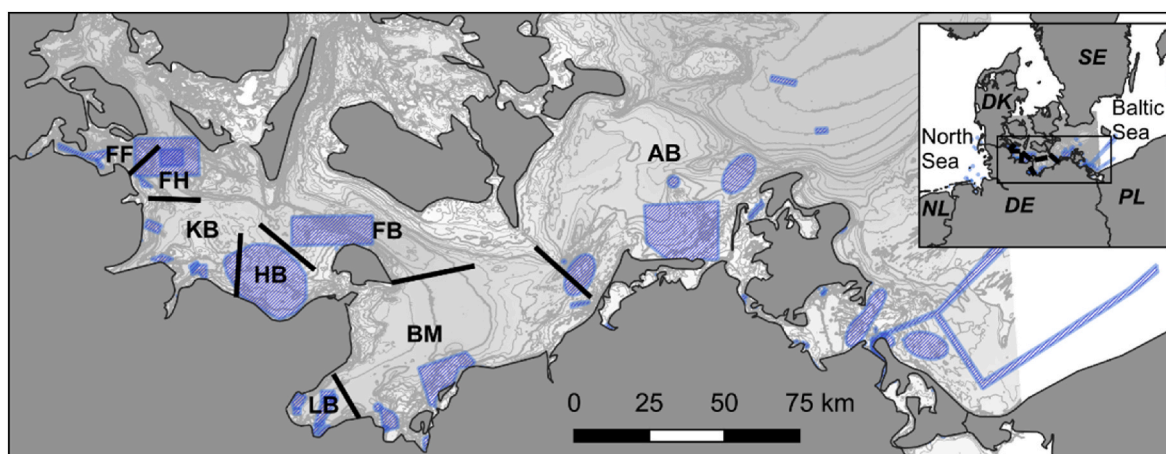 FF
FH
KB
HB
FB
BM
LB
AB
0 25 50 75 km
SE
DK
North
Sea
Baltic
Sea
NL
DE
PL